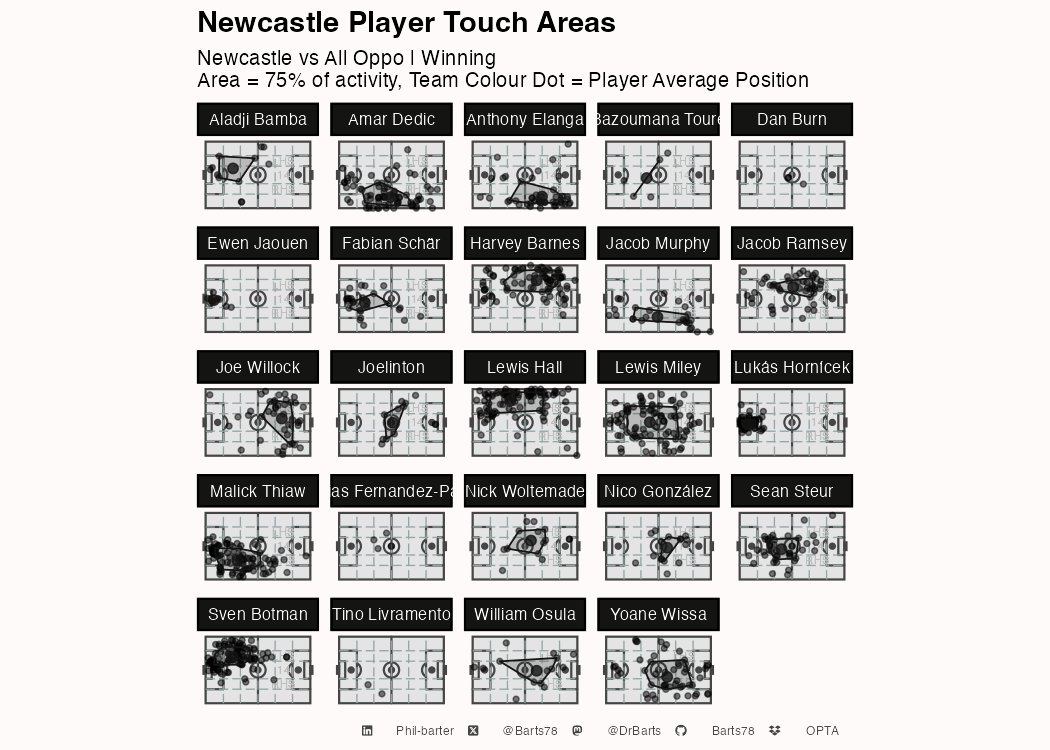 Newcastle Player Touch Areas
Newcastle vs All Oppo | Winning
Area = 75% of activity, Team Colour Dot = Player Average Position
Aladji Bamba
Amar Dedic
Anthony Elanga
Bazoumana Toure
Dan Burn
Ewen Jaouen
Fabian Schär
Harvey Barnes
Jacob Murphy
Jacob Ramsey
Joe Willock
Joelinton
Lewis Hall
Lewis Miley
Lukás Hornícek
Malick Thiaw
as Fernandez-Pa
Nick Woltemade
Nico González
Sean Steur
Sven Botman
Tino Livramento
William Osula
Yoane Wissa
Phil-barter @Barts78 @DrBarts Barts78 OPTA